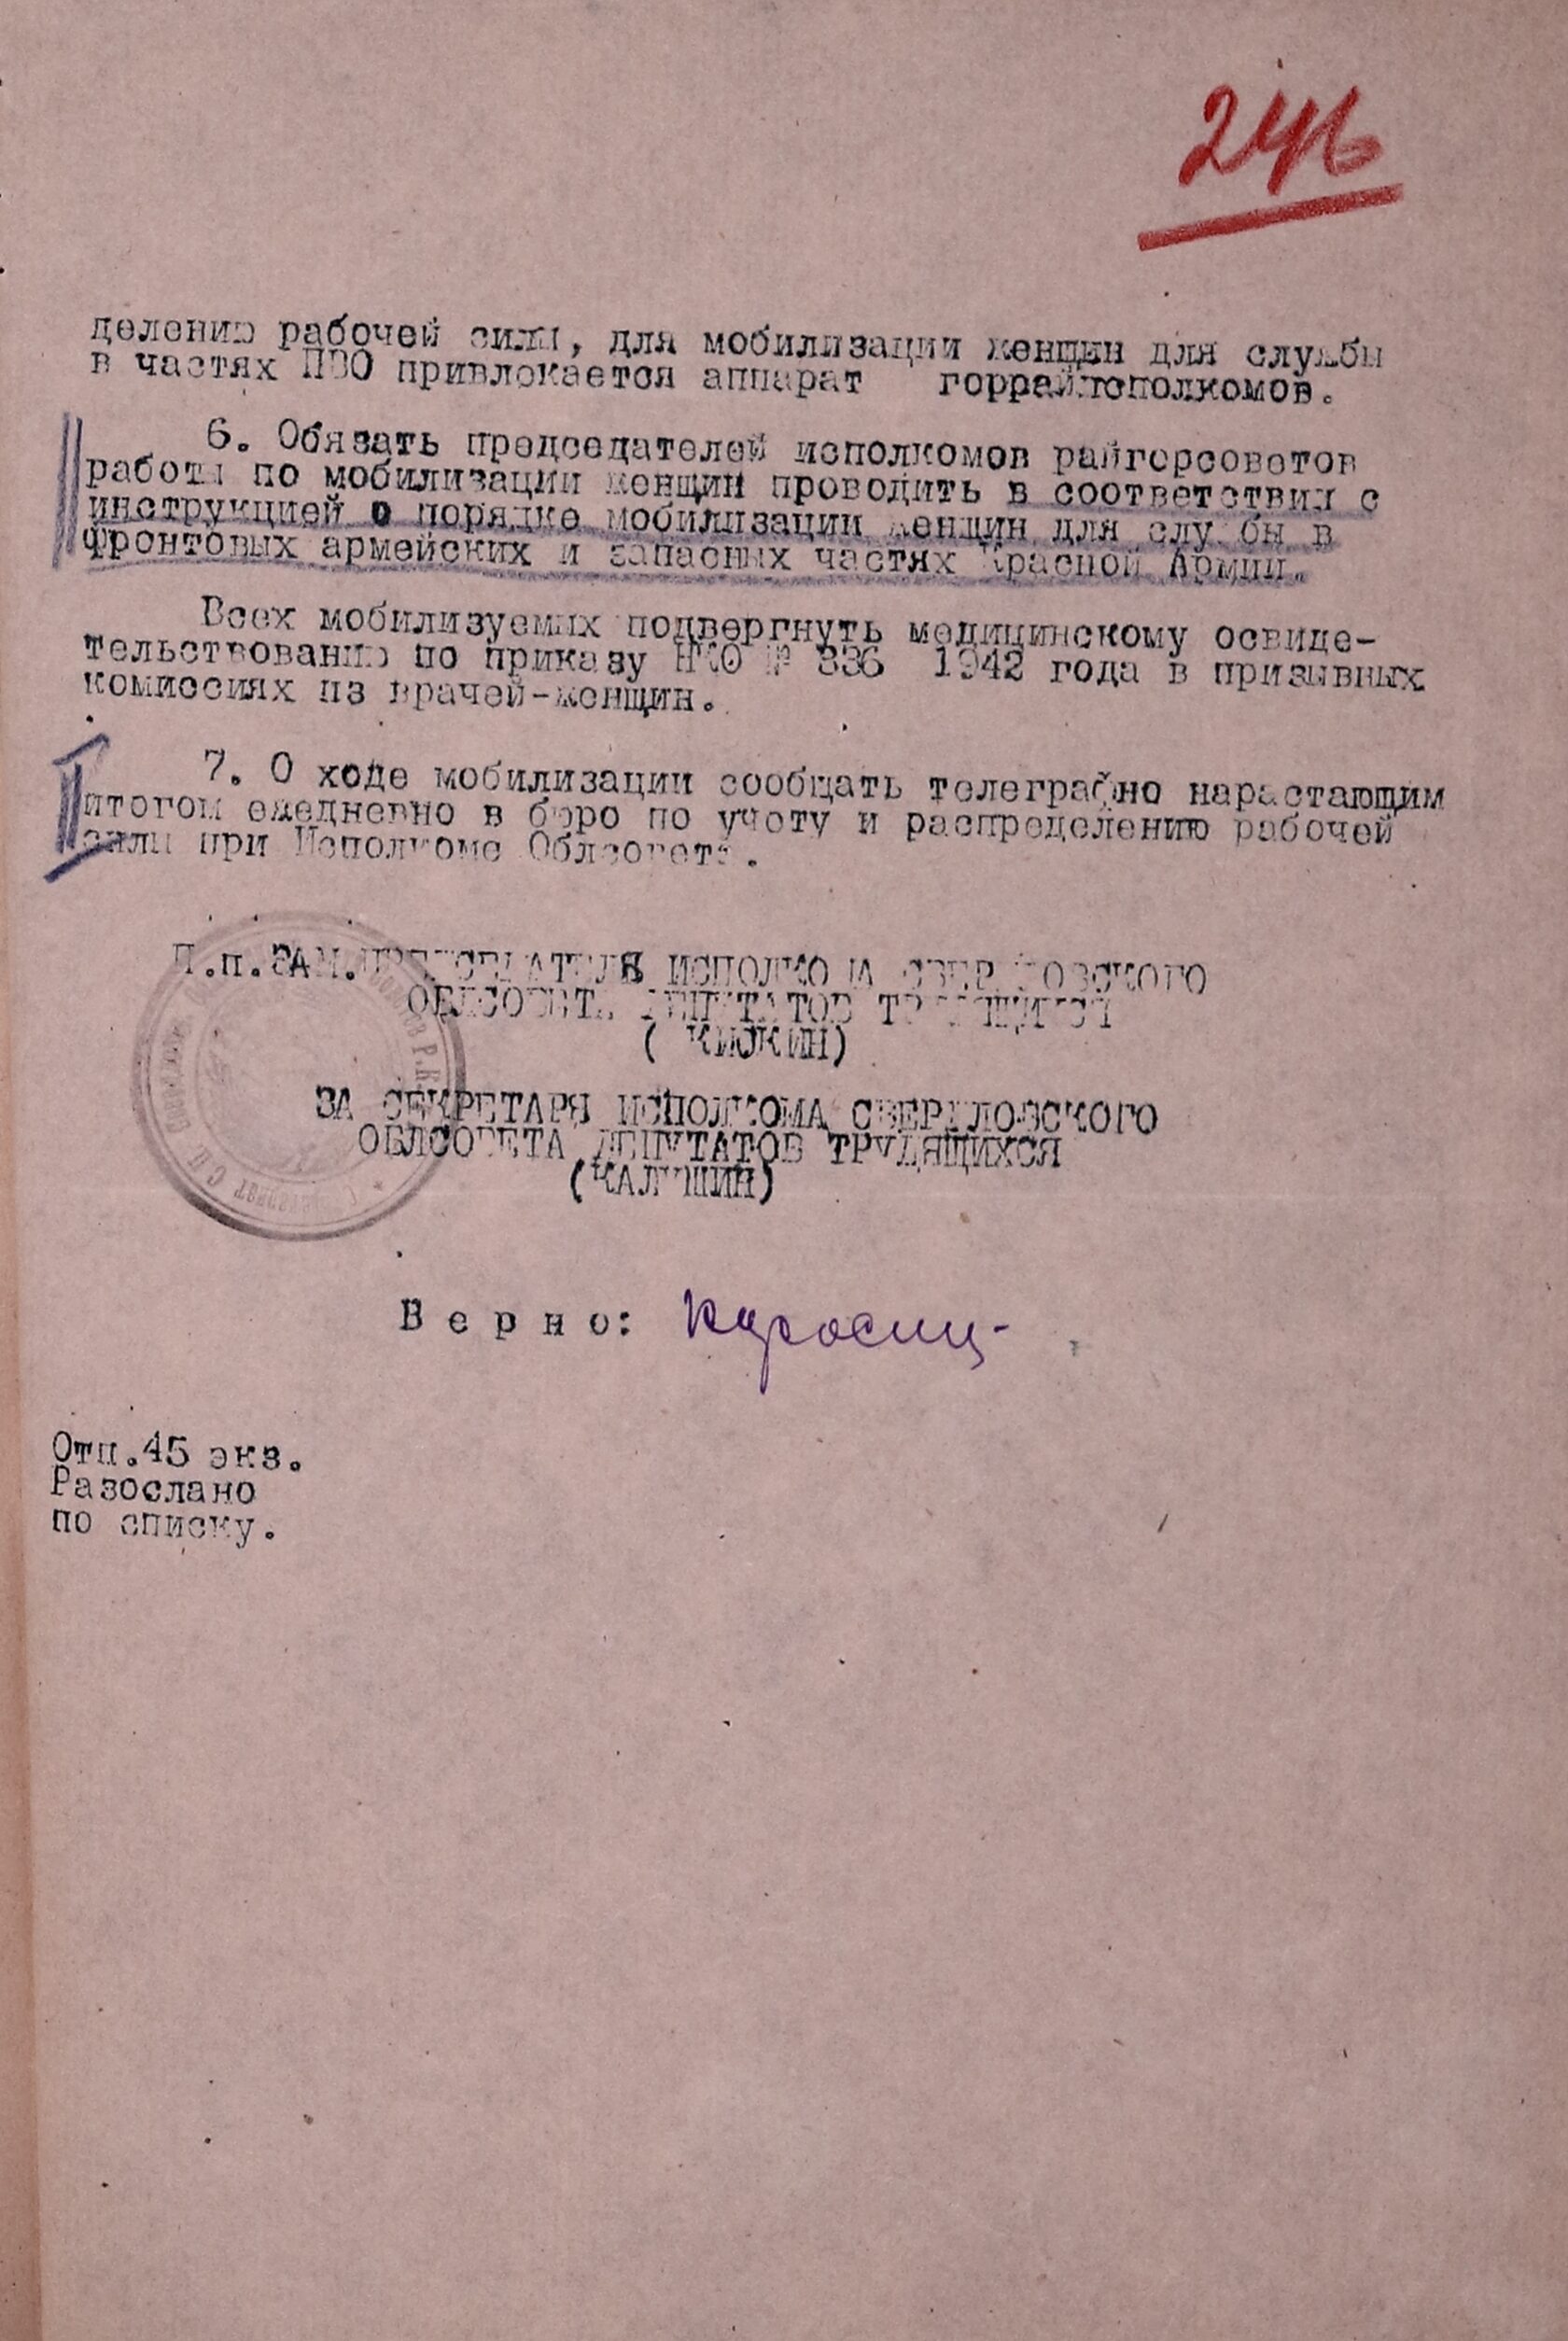 246
делению рабочей силы, для мобилизации женщин для службы
в частях ПВО привлекается аппарат горрайисполкомов.
6. Обязать председателей исполкомов райгорсоветов
работы по мобилизации женщин проводить в соответствии с
инструкцией о порядке мобилизации женщин для службы в
фронтовых армейских и запасных частях Красной Армии.
Всех мобилизуемых подвергнуть медицинскому освиде-
тельствованию по приказу НКО № 336 1942 года в призывных
комиссиях из врачей-женщин.
7. О ходе мобилизации сообщать телеграфно нарастающим
итогом ежедневно в бюро по учету и распределению рабочей
силы при Исполкоме Облсовета.
П.п.ЗАМ.ПРЕДСЕДАТЕЛЯ ИСПОЛКОМА СВЕРДЛОВСКОГО
ОБЛСОВЕТА ДЕПУТАТОВ ТРУДЯЩИХСЯ
(КИСКИН)
ЗА СЕКРЕТАРЯ ИСПОЛКОМА СВЕРДЛОВСКОГО
ОБЛСОВЕТА ДЕПУТАТОВ ТРУДЯЩИХСЯ
(КАЛУГИН)
Верно:
Отп.45 экз.
Разослано
по списку.